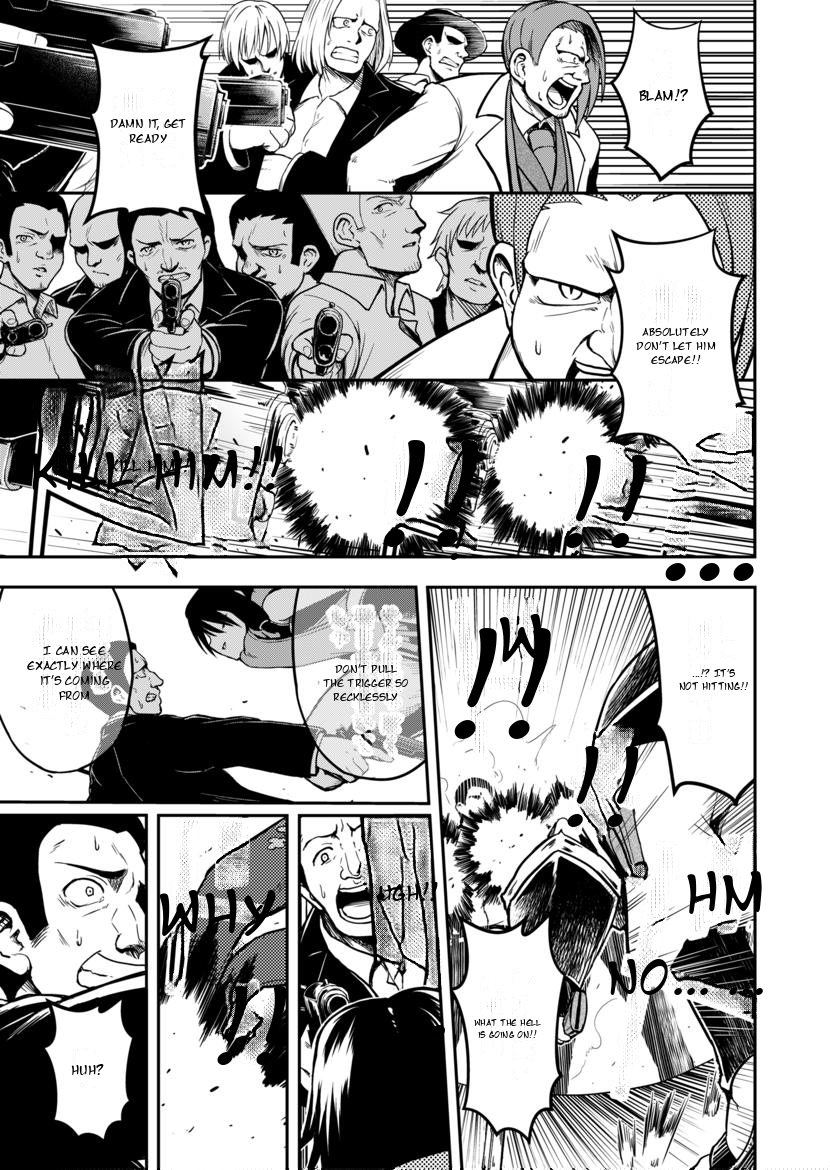 BLAM!?
DAMN IT, GET
READY
ABSOLUTELY
DON'T LET HIM
ESCAPE!!
KILL HIM!!
!!
!!
...
...!? IT'S
NOT HITTING!!
W
!!
!!
HM
NO... ...
WHAT THE HELL
IS GOING ON!!
DON'T PULL
THE TRIGGER SO
RECKLESSLY
I CAN SEE
EXACTLY WHERE
IT'S COMING
FROM
UGH!!
WHY
HUH?